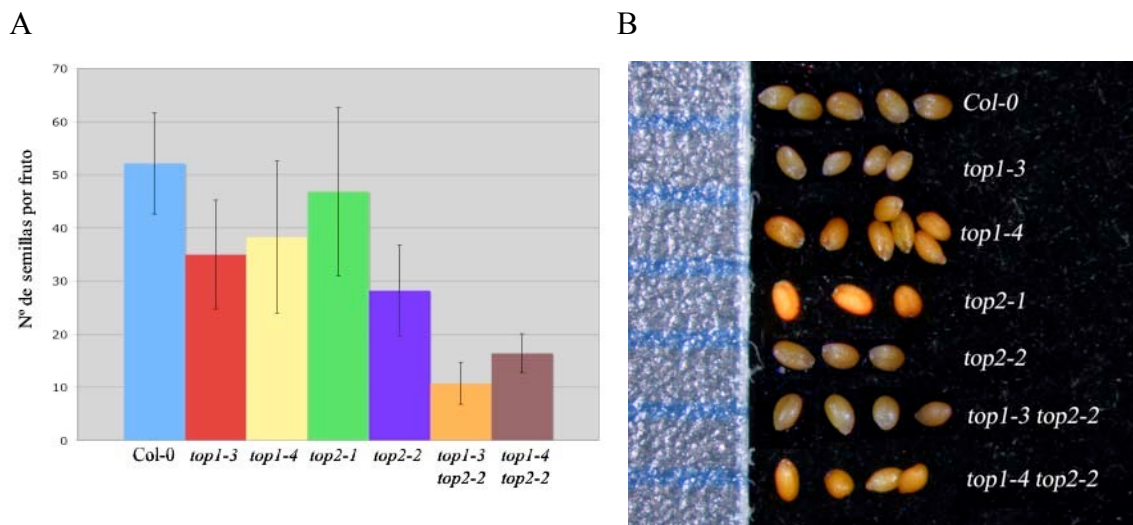 A
B
70
60
50
40
30
20
10
0
Nº de semillas por fruto
Col-0 top1-3 top1-4 top2-1 top2-2 top1-3 top1-4
top2-2 top2-2
Col-0
top1-3
top1-4
top2-1
top2-2
top1-3 top2-2
top1-4 top2-2